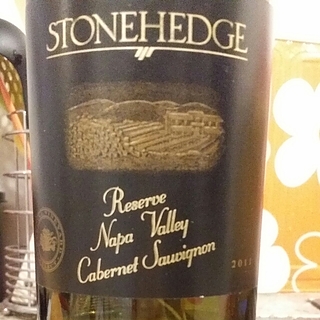 STONEHEDGE
Reserve
Napa Valley
Cabernet Sauvignon